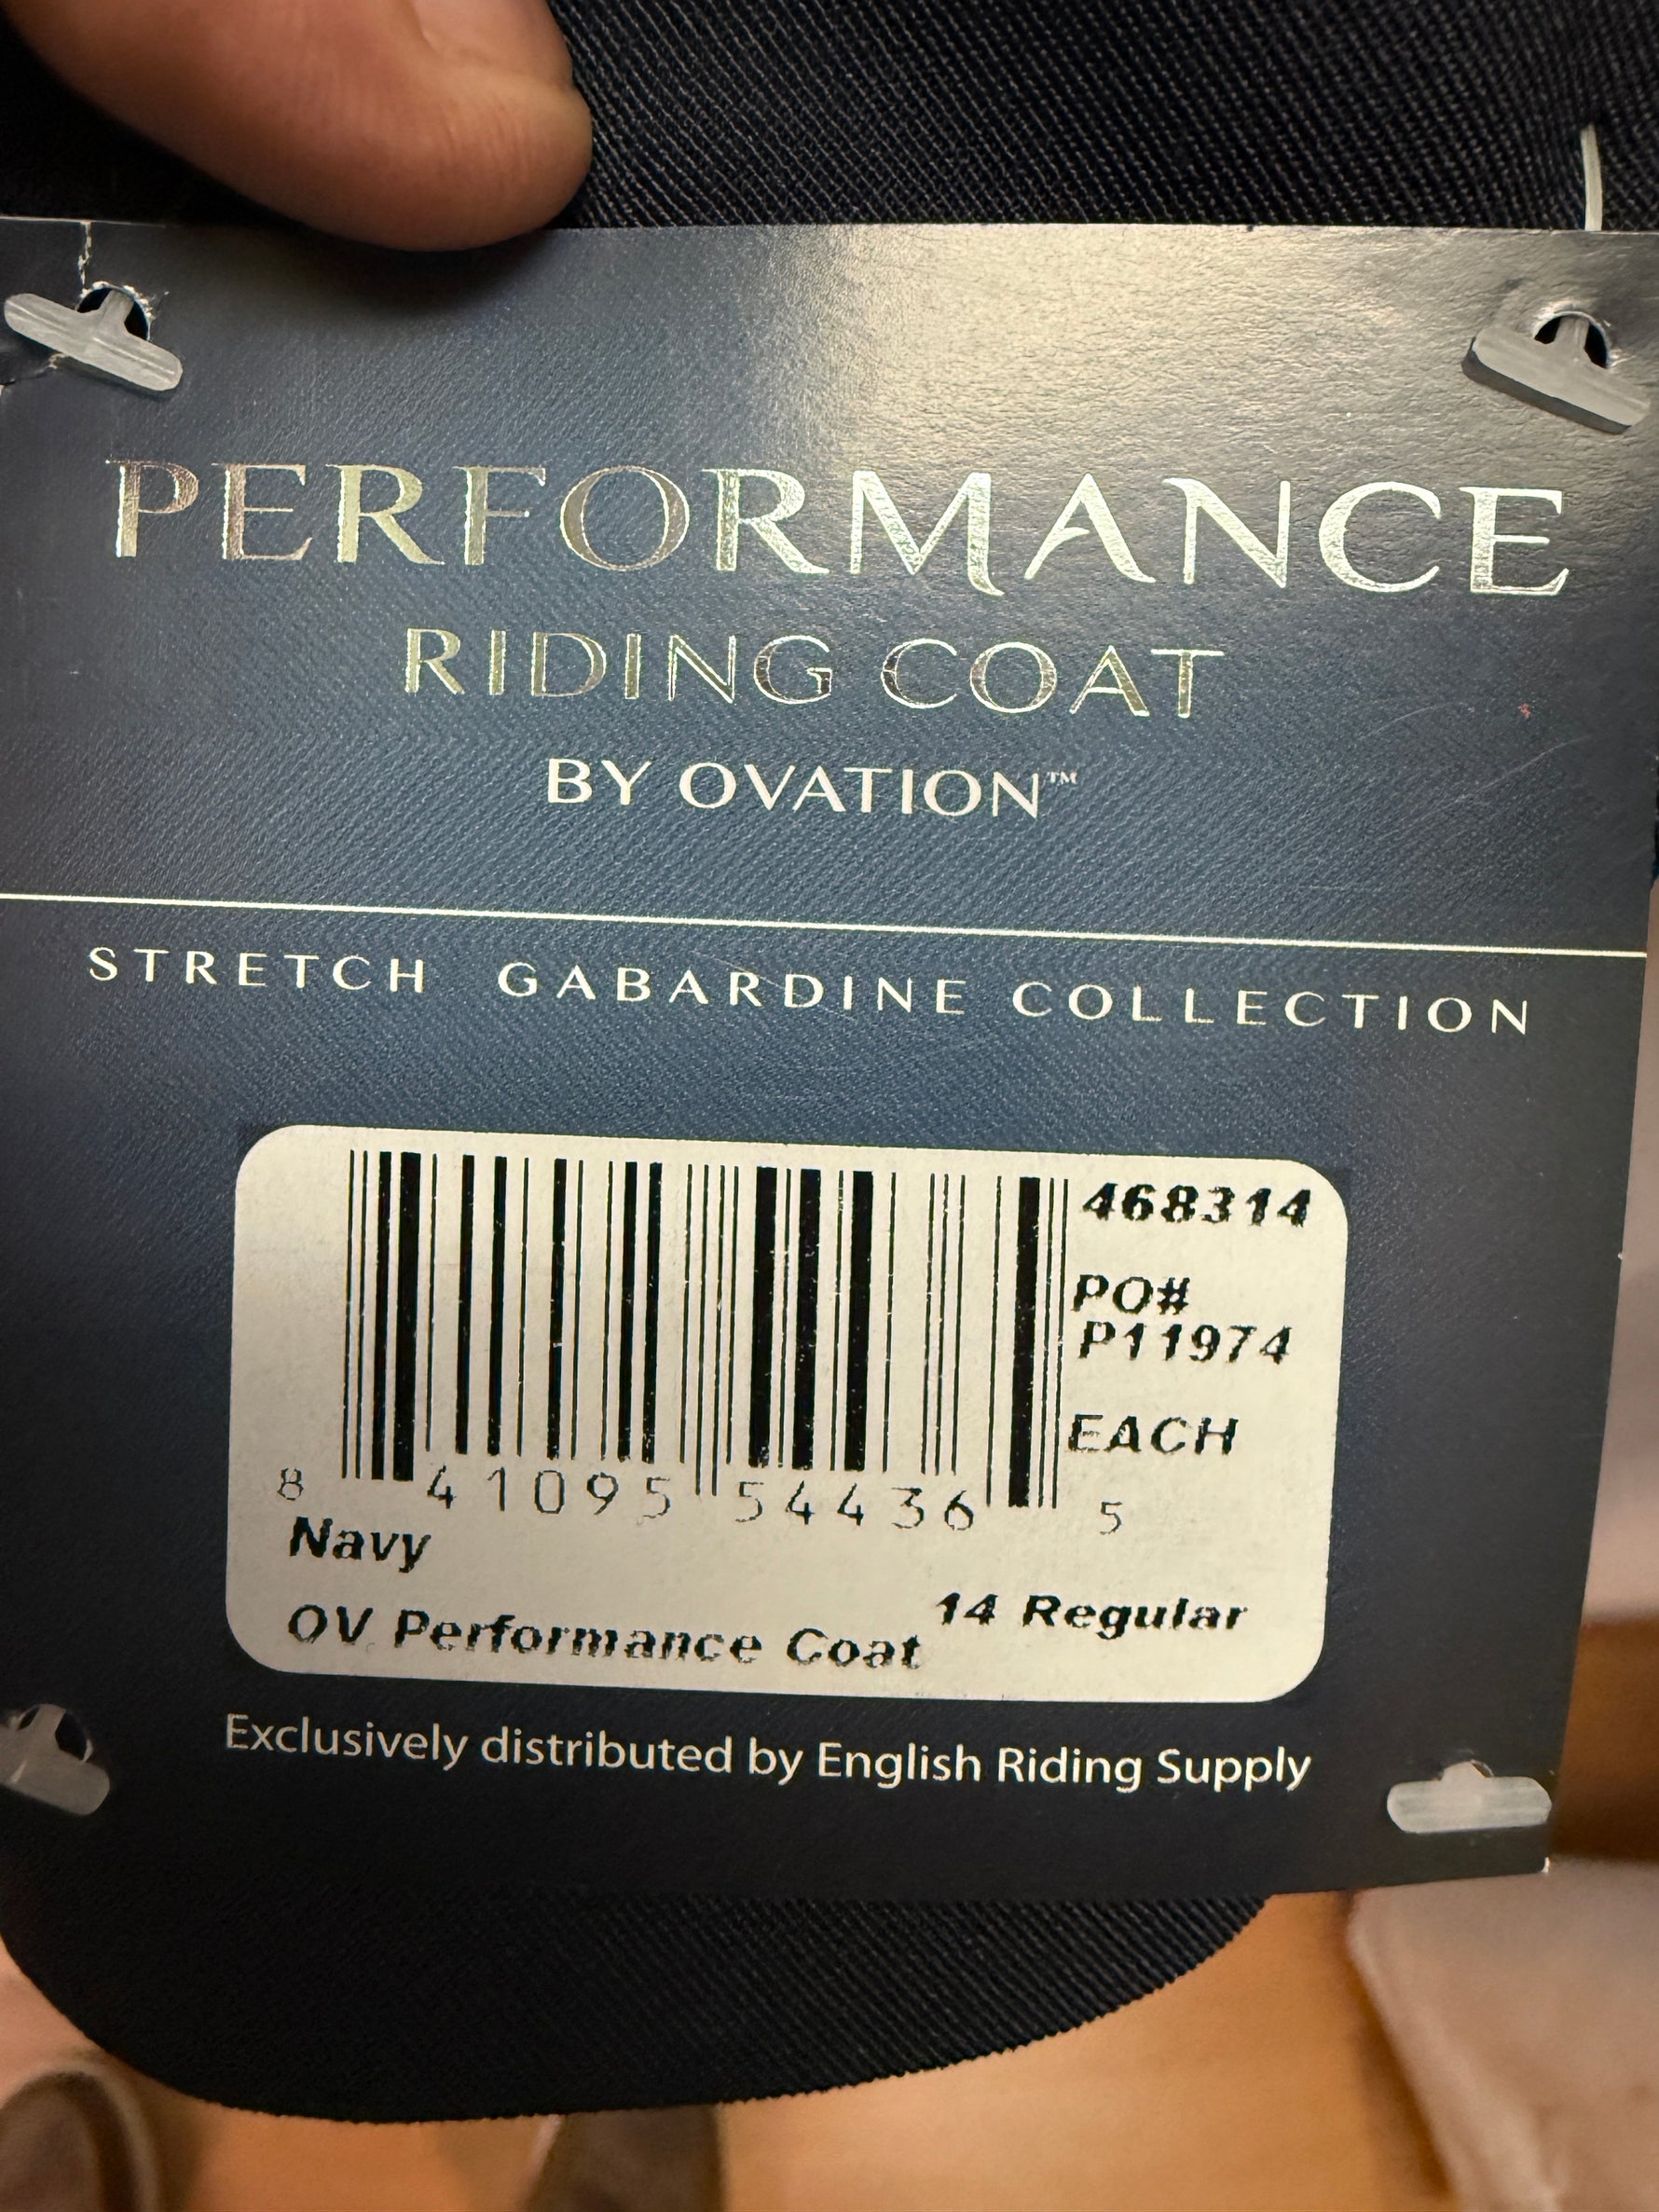 PERFORMANCE
RIDING COAT
BY OVATION™
STRETCH GABARDINE COLLECTION
468314
PO#
P11974
EACH
8 41095 54436 5
Navy
14 Regular
OV Performance Coat
Exclusively distributed by English Riding Supply